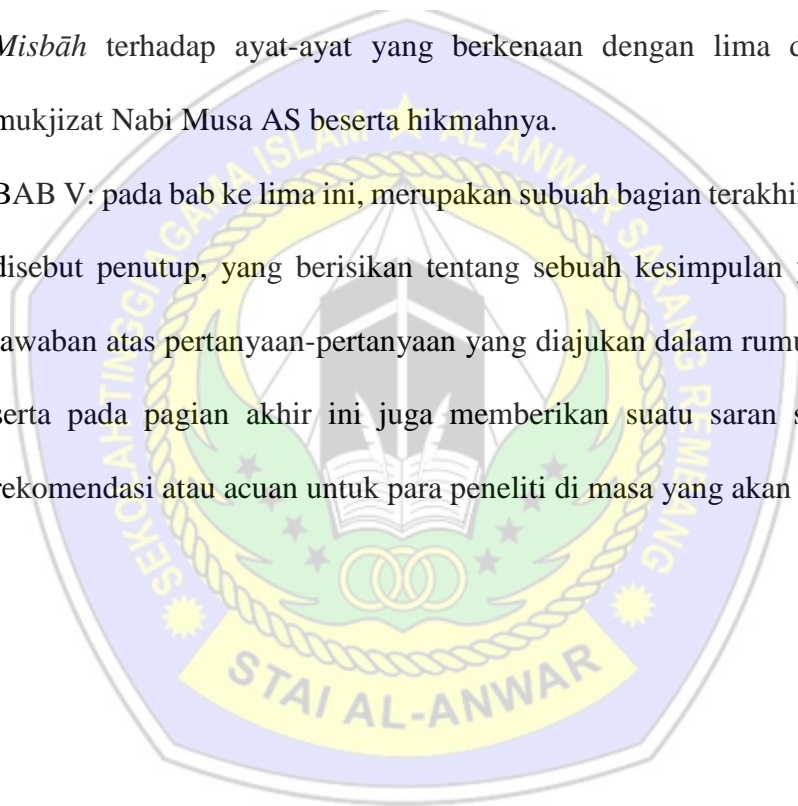 Misbāh terhadap ayat-ayat yang berkenaan dengan lima
mukjizat Nabi Musa AS beserta hikmahnya.
BAB V: pada bab ke lima ini, merupakan subuah bagian terakhir
disebut penutup, yang berisikan tentang sebuah kesimpulan
jawaban atas pertanyaan-pertanyaan yang diajukan dalam rumu
serta pada pagian akhir ini juga memberikan suatu saran s
rekomendasi atau acuan untuk para peneliti di masa yang akan
SEKOLAH TINGGI AGAMA ISLAM AL ANWAR SARANG REMBANG
STAI AL-ANWAR